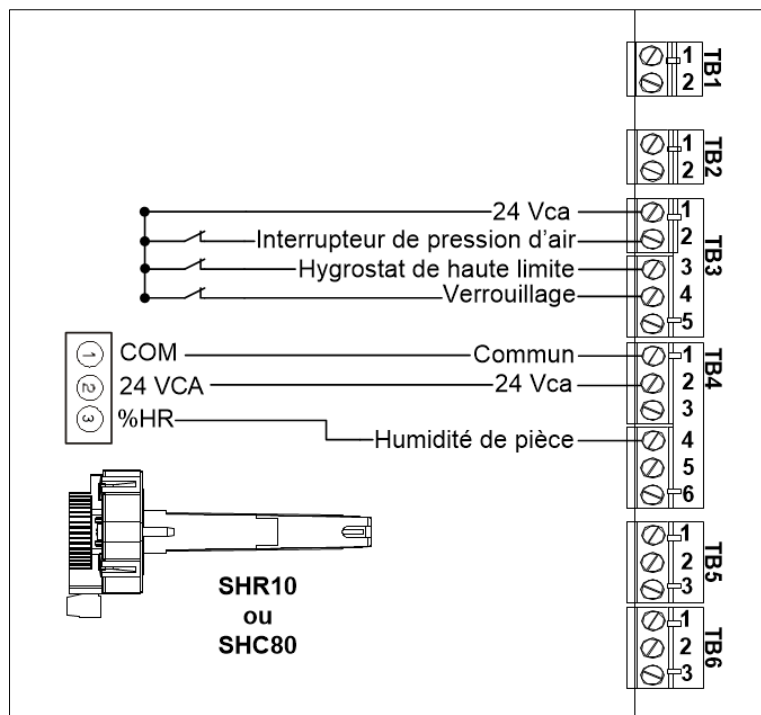 1
TB1
2
1
TB2
2
24 Vca 1
Interrupteur de pression d'air 2
TB3
Hygrostat de haute limite 3
Verrouillage 4
5
1 COM Commun 1
TB4
2 24 VCA 24 Vca 2
3 %HR 3
Humidité de pièce 4
5
6
SHR10
ou
SHC80
1
TB5
2
3
1
TB6
2
3